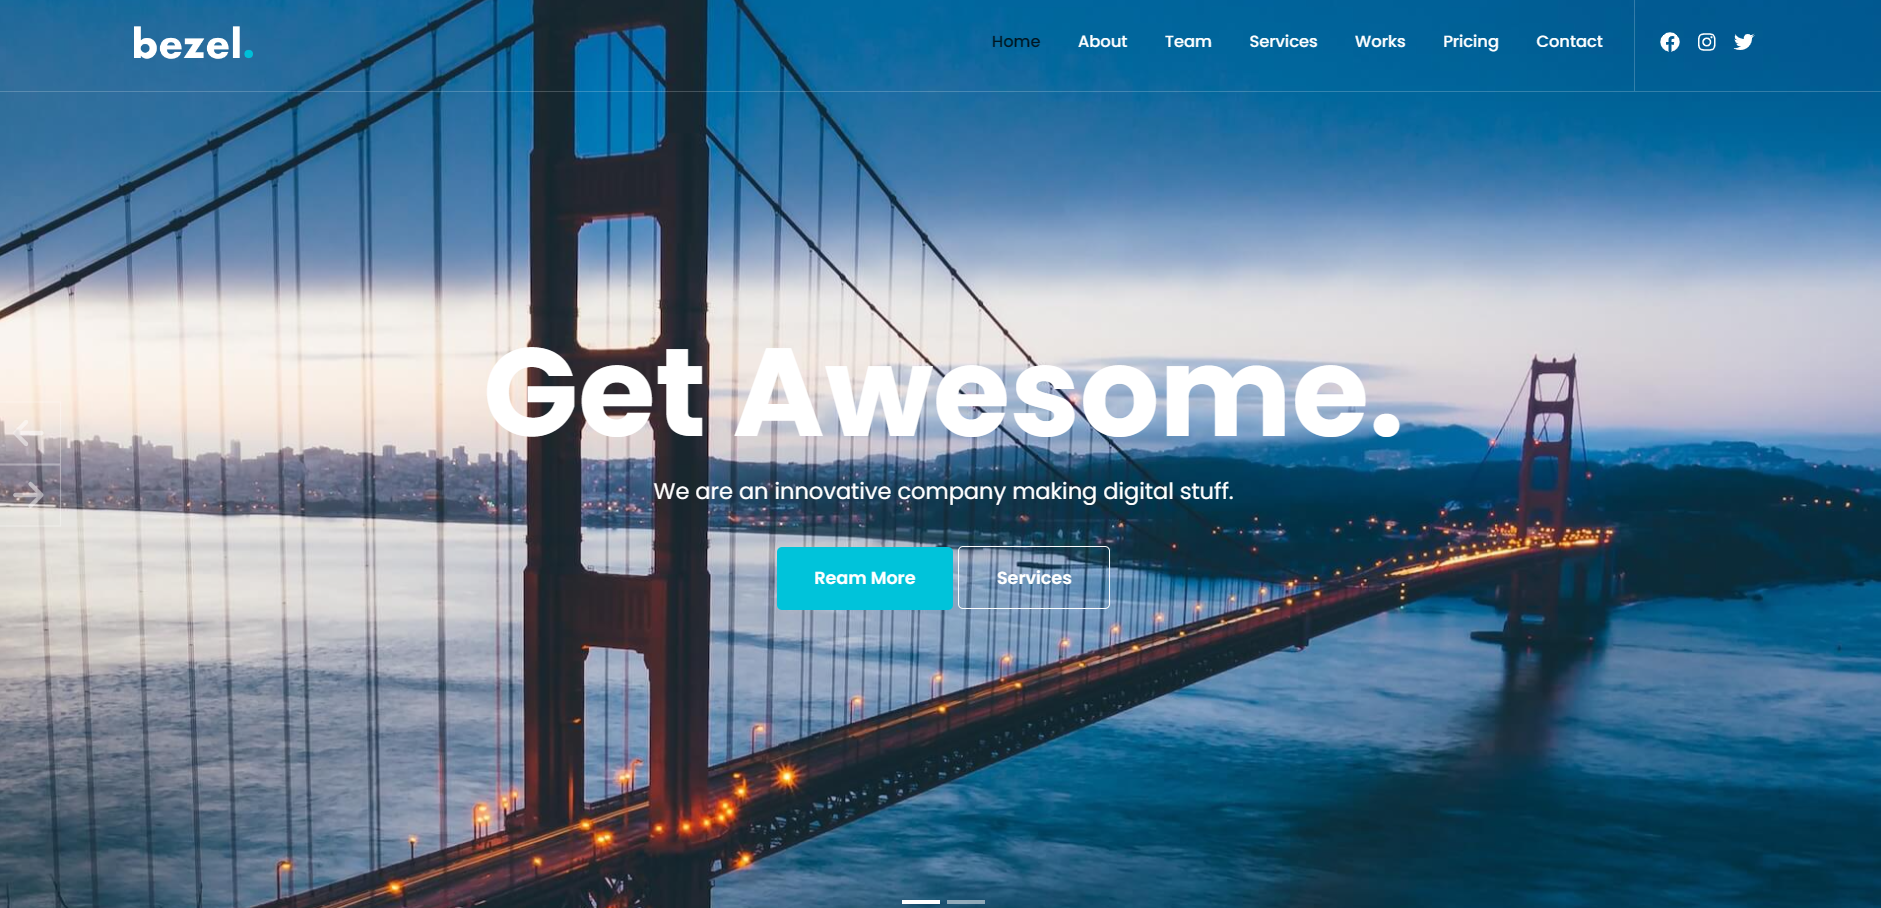 bezel.
Home About Team Services Works Pricing Contact
Get Awesome.
We are an innovative company making digital stuff.
Ream More Services